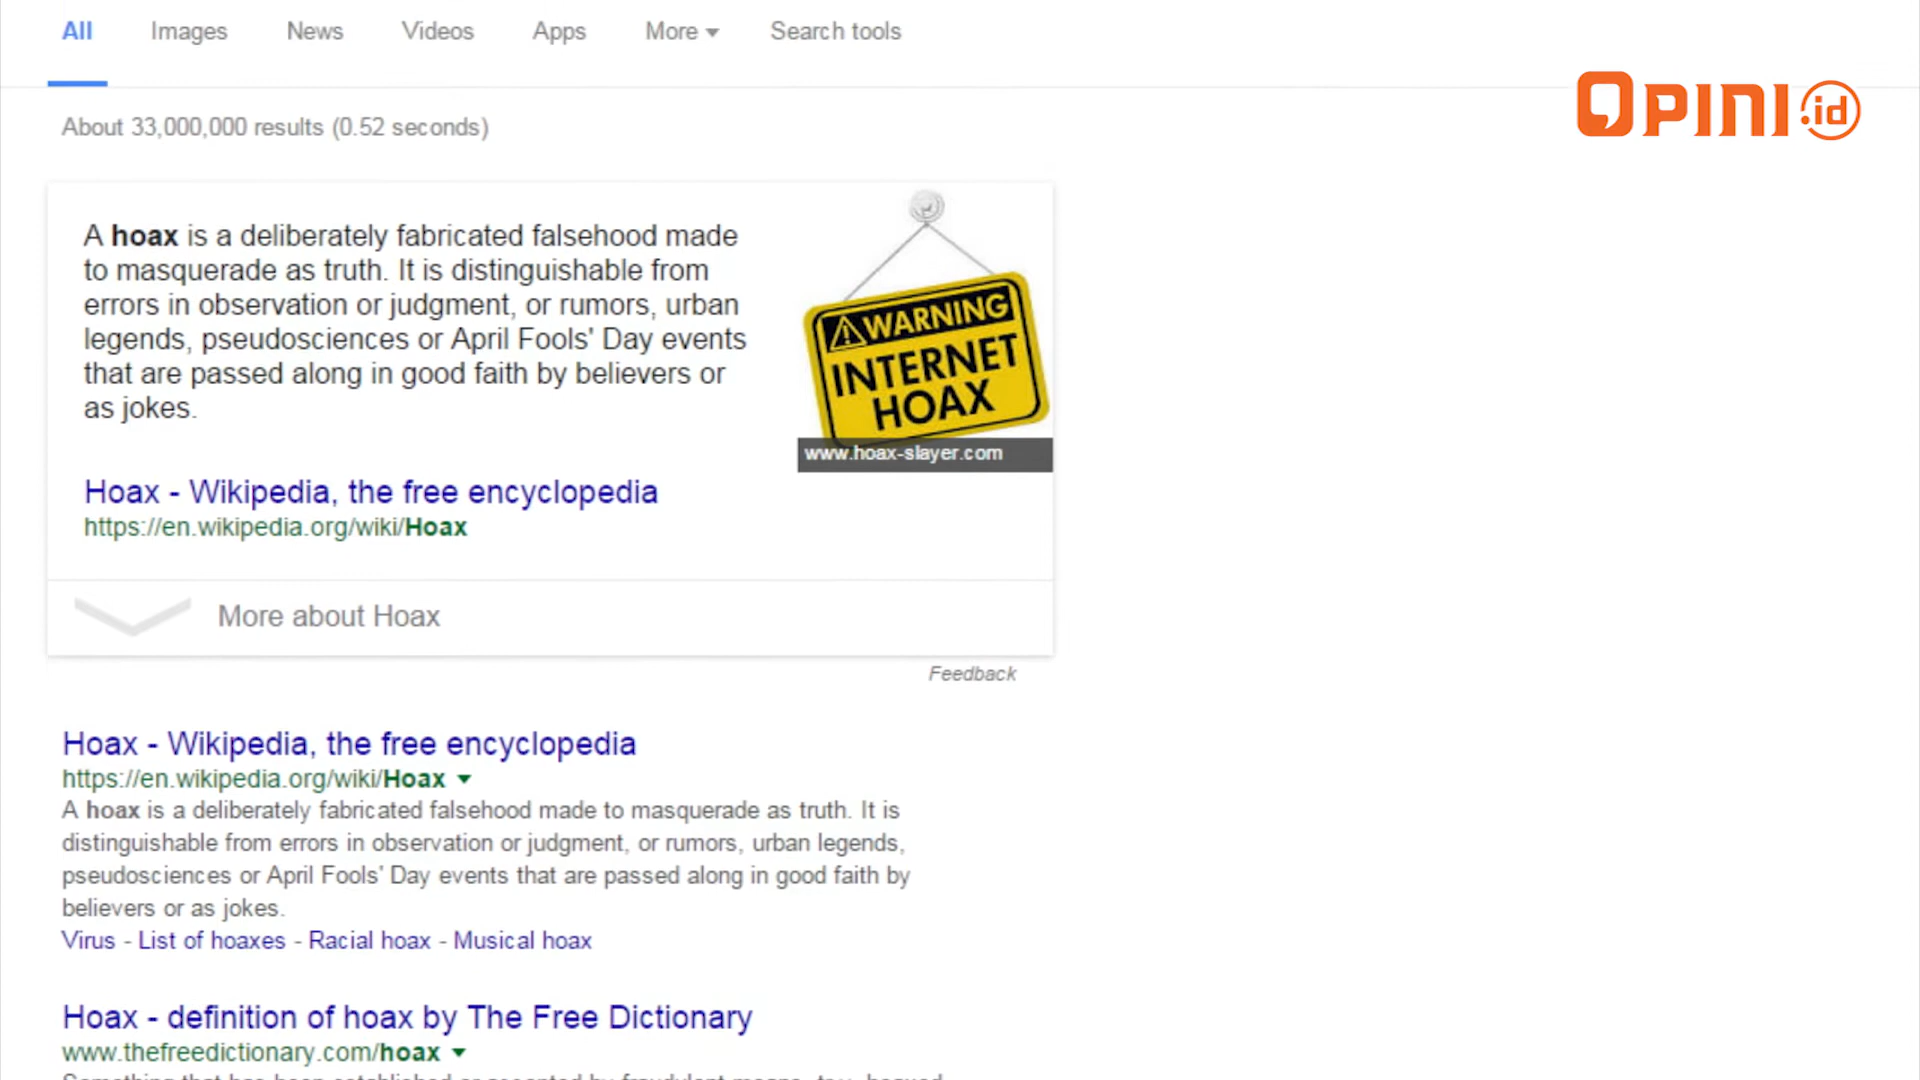 All Images News Videos Apps More Search tools
OPINI.id
About 33,000,000 results (0.52 seconds)
A hoax is a deliberately fabricated falsehood made
to masquerade as truth. It is distinguishable from
errors in observation or judgment, or rumors, urban
legends, pseudosciences or April Fools' Day events
that are passed along in good faith by believers or
as jokes.
WARNING
INTERNET
HOAX
www.hoax-slayer.com
Hoax - Wikipedia, the free encyclopedia
https://en.wikipedia.org/wiki/Hoax
More about Hoax
Feedback
Hoax - Wikipedia, the free encyclopedia
https://en.wikipedia.org/wiki/Hoax
A hoax is a deliberately fabricated falsehood made to masquerade as truth. It is
distinguishable from errors in observation or judgment, or rumors, urban legends,
pseudosciences or April Fools' Day events that are passed along in good faith by
believers or as jokes.
Virus - List of hoaxes - Racial hoax - Musical hoax
Hoax - definition of hoax by The Free Dictionary
www.thefreedictionary.com/hoax